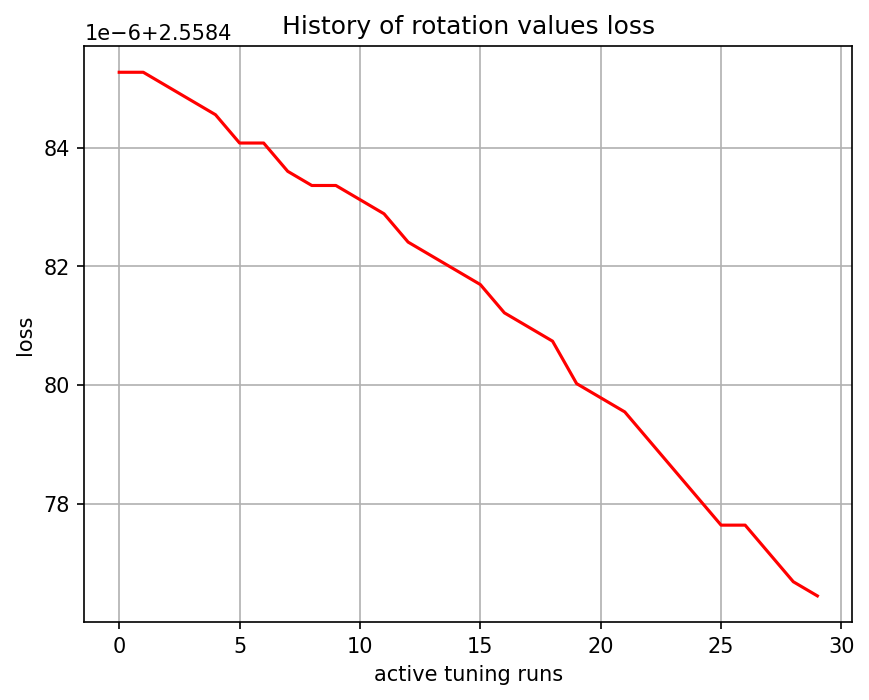 History of rotation values loss
1e−6+2.5584
84
82
80
78
loss
0 5 10 15 20 25 30
active tuning runs